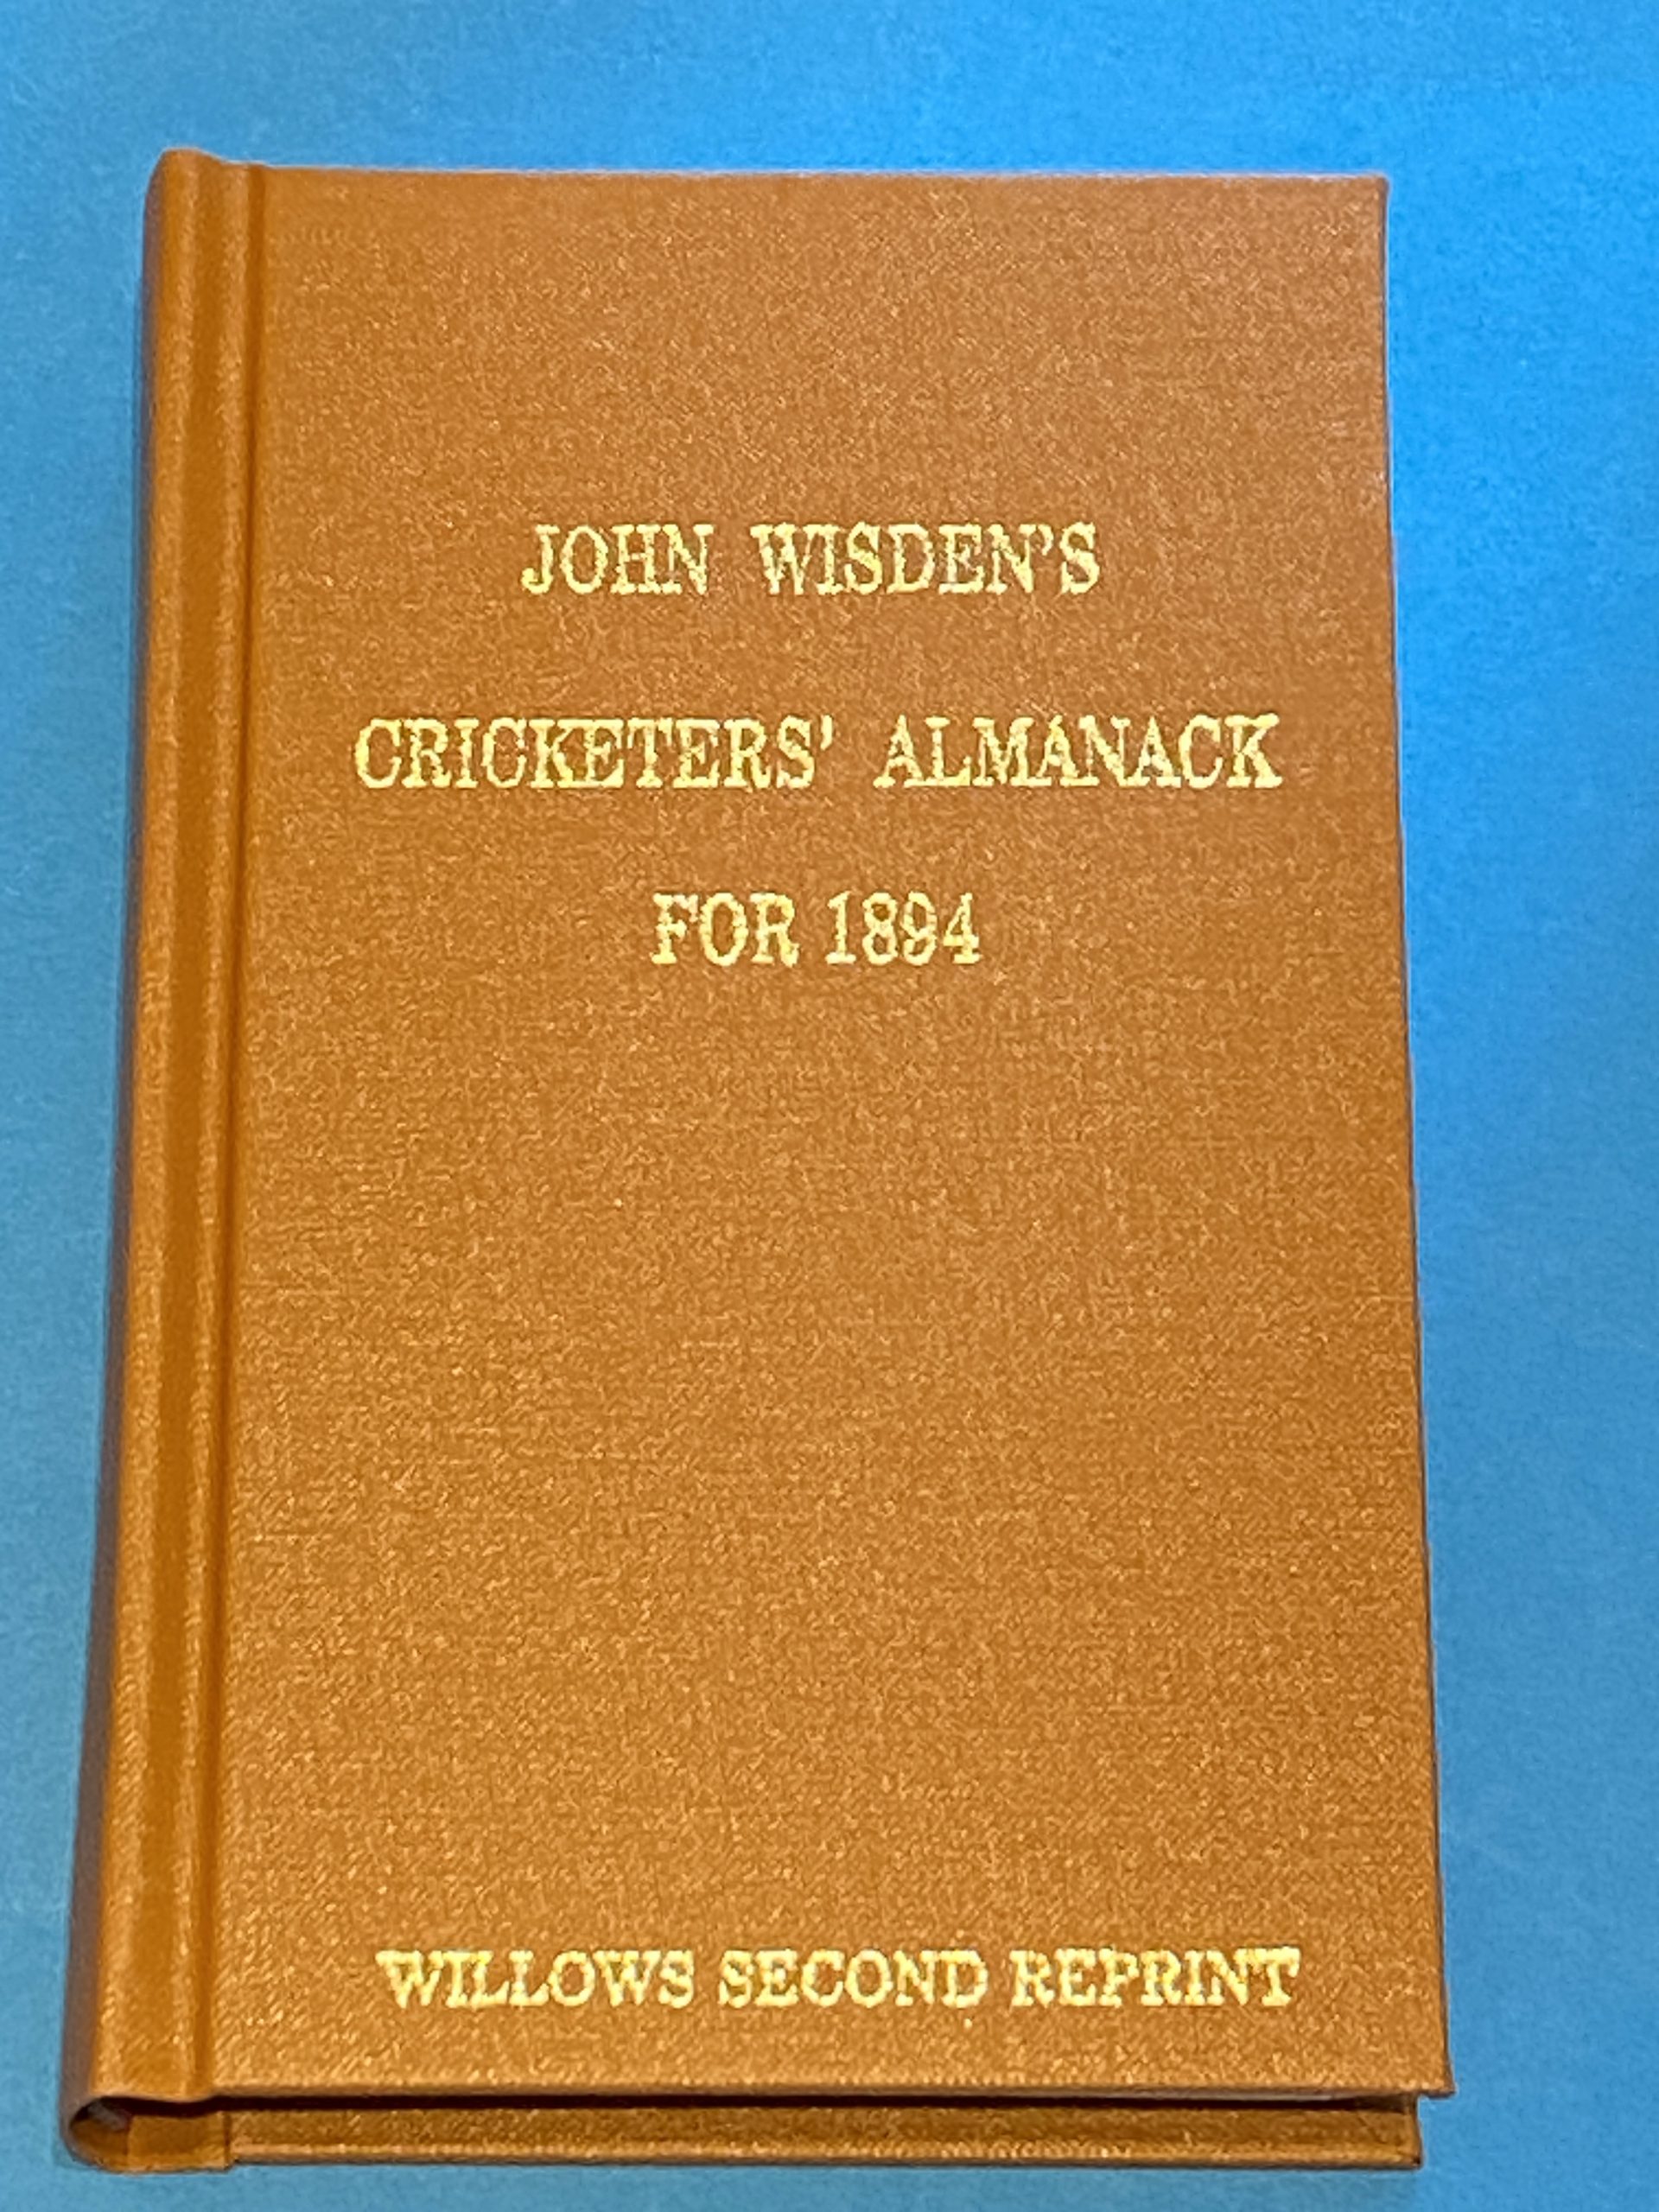 JOHN WISDEN'S
CRICKETERS' ALMANACK
FOR 1894
WILLOWS SECOND REPRINT